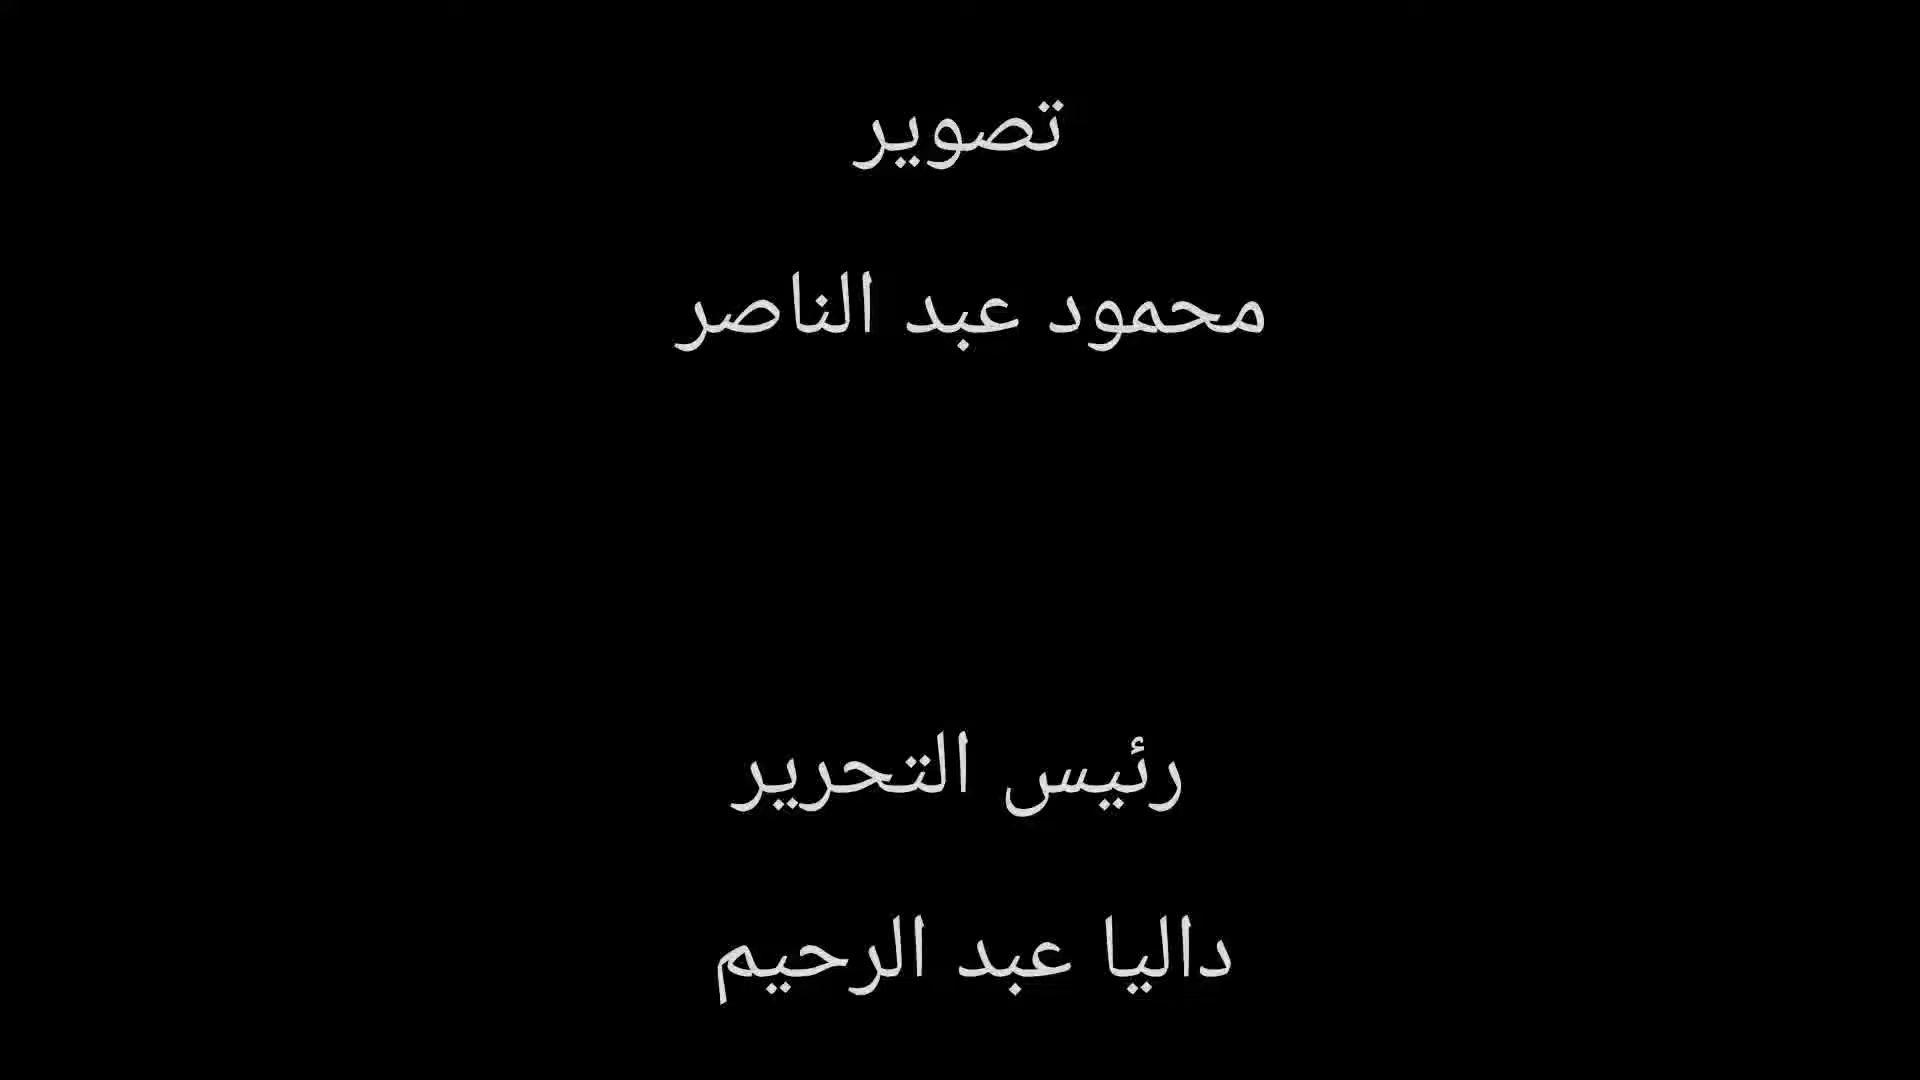 تصوير
محمود عبد الناصر
رئيس التحرير
داليا عبد الرحيم